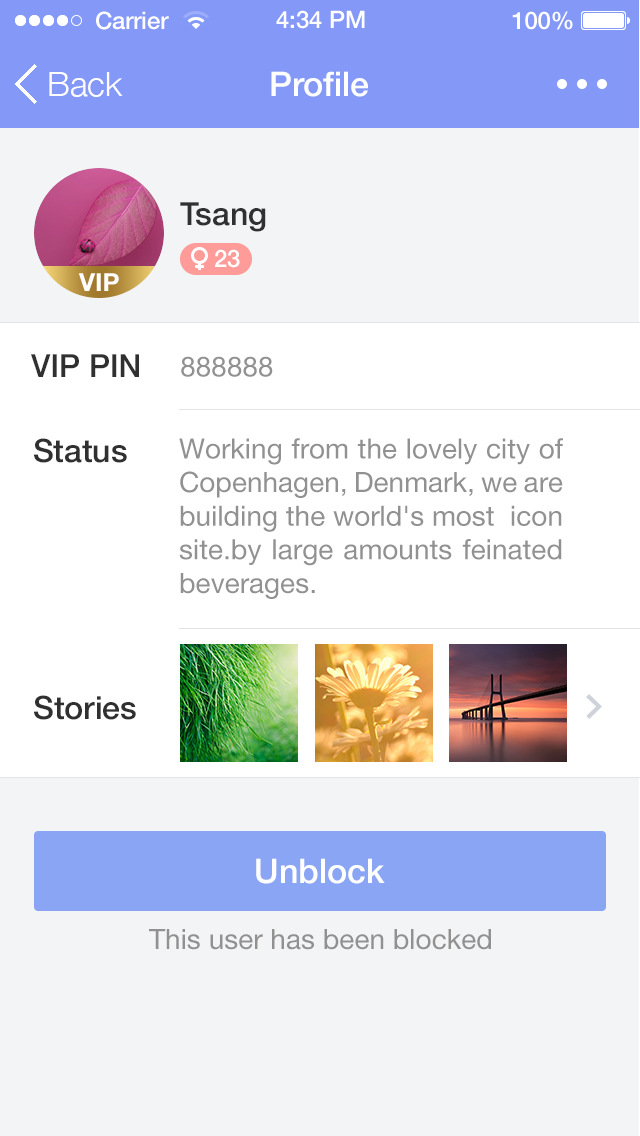 Carrier 4:34 PM 100%
Back Profile
Tsang
23
VIP
VIP PIN 888888
Status Working from the lovely city of
Copenhagen, Denmark, we are
building the world's most  icon
site.by large amounts feinated
beverages.
Stories
Unblock
This user has been blocked